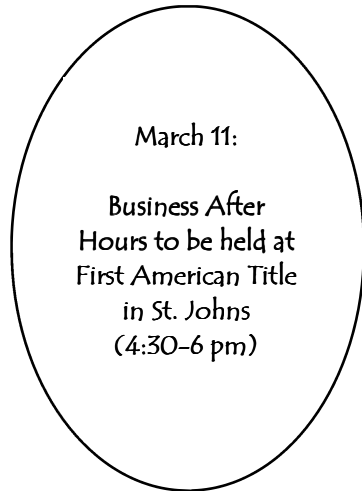 March 11:
Business After
Hours to be held at
First American Title
in St. Johns
(4:30-6 pm)